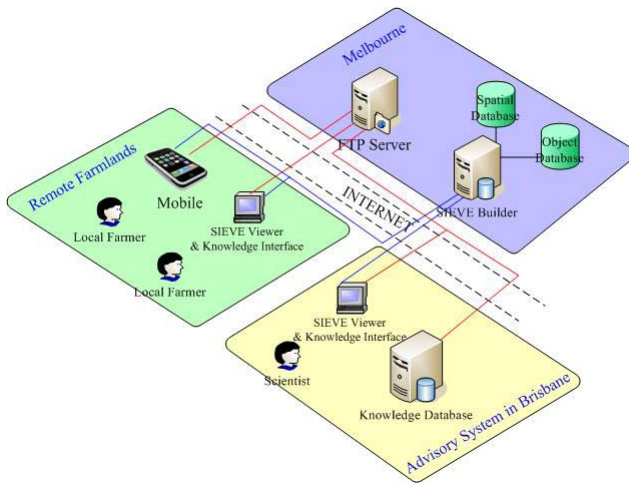 Melbourne
Spatial
Database
Object
Database
FTP Server
SIEVE Builder
INTERNET
Remote Farmlands
Mobile
Local Farmer
SIEVE Viewer
& Knowledge Interface
Local Farmer
SIEVE Viewer
& Knowledge Interface
Scientist
Knowledge Database
Advisory System in Brisbane